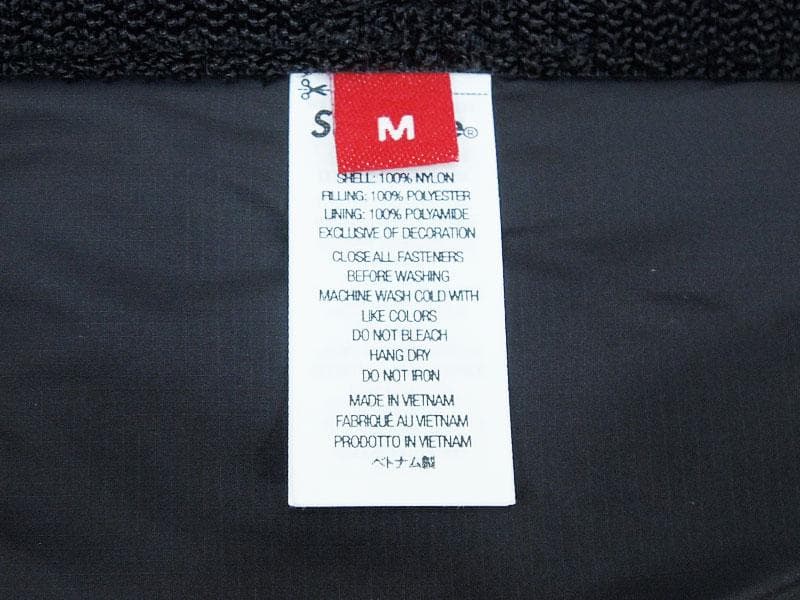 M
®
SHELL: 100% NYLON
FILLING: 100% POLYESTER
LINING: 100% POLYAMIDE
EXCLUSIVE OF DECORATION
CLOSE ALL FASTENERS
BEFORE WASHING
MACHINE WASH COLD WITH
LIKE COLORS
DO NOT BLEACH
HANG DRY
DO NOT IRON
MADE IN VIETNAM
FABRIQUÉ AU VIETNAM
PRODOTTO IN VIETNAM
ベトナム製